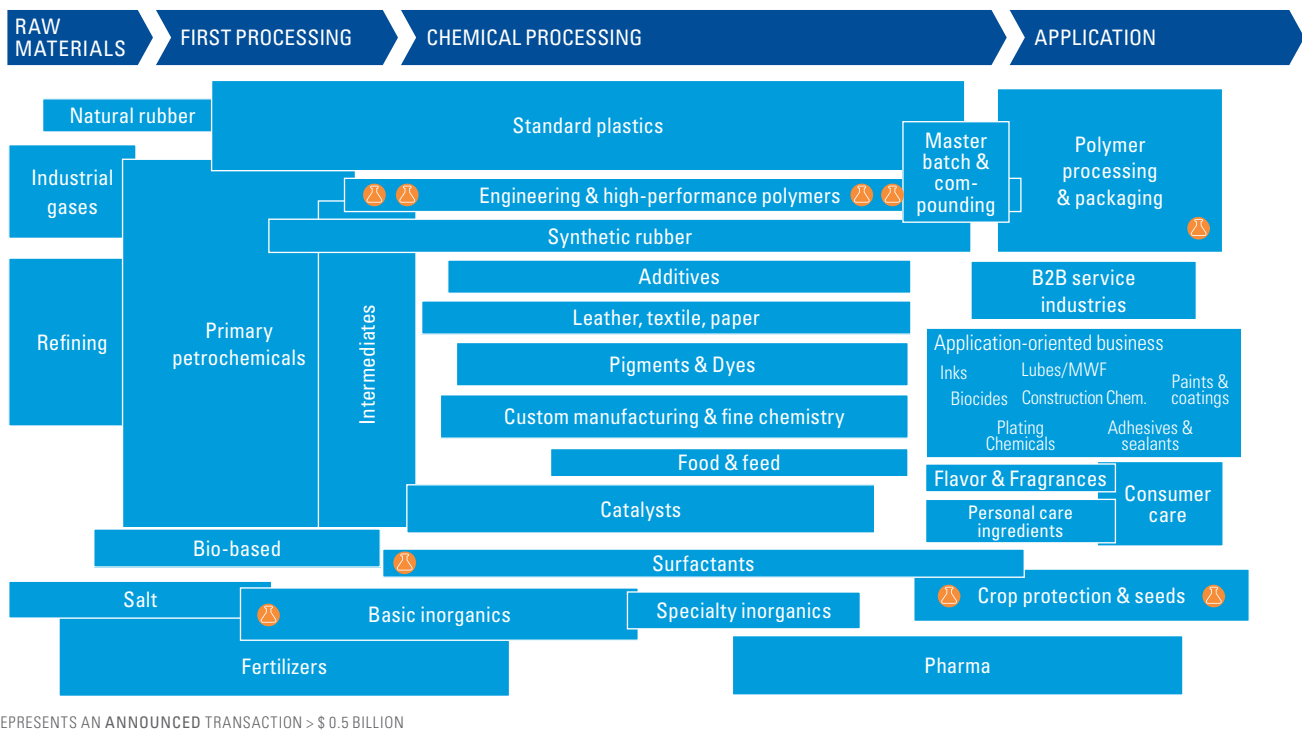 RAW
MATERIALS
FIRST PROCESSING
CHEMICAL PROCESSING
APPLICATION
Natural rubber
Standard plastics
Industrial
gases
Engineering & high-performance polymers
Master
batch &
com-
pounding
Polymer
processing
& packaging
Synthetic rubber
Additives
B2B service
industries
Refining
Primary
petrochemicals
Intermediates
Leather, textile, paper
Pigments & Dyes
Custom manufacturing & fine chemistry
Food & feed
Catalysts
Application-oriented business
Inks
Lubes/MWF
Paints &
coatings
Biocides
Construction Chem.
Plating
Chemicals
Adhesives &
sealants
Flavor & Fragrances
Personal care
ingredients
Consumer
care
Bio-based
Surfactants
Salt
Basic inorganics
Specialty inorganics
Crop protection & seeds
Fertilizers
Pharma
EPRESENTS AN ANNOUNCED TRANSACTION > $ 0.5 BILLION